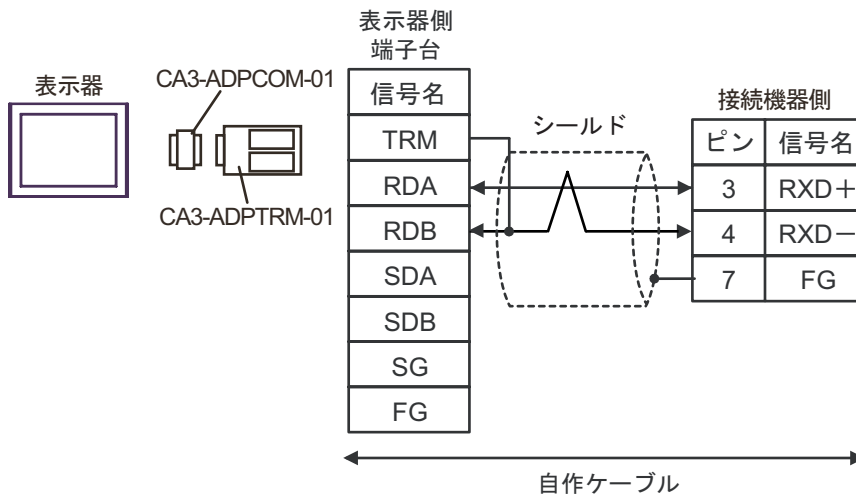 表示器側
端子台
表示器
CA3-ADPCOM-01
CA3-ADPTRM-01
信号名
TRM
RDA
RDB
SDA
SDB
SG
FG
シールド
接続機器側
ピン 信号名
3 RXD＋
4 RXD－
7 FG
自作ケーブル